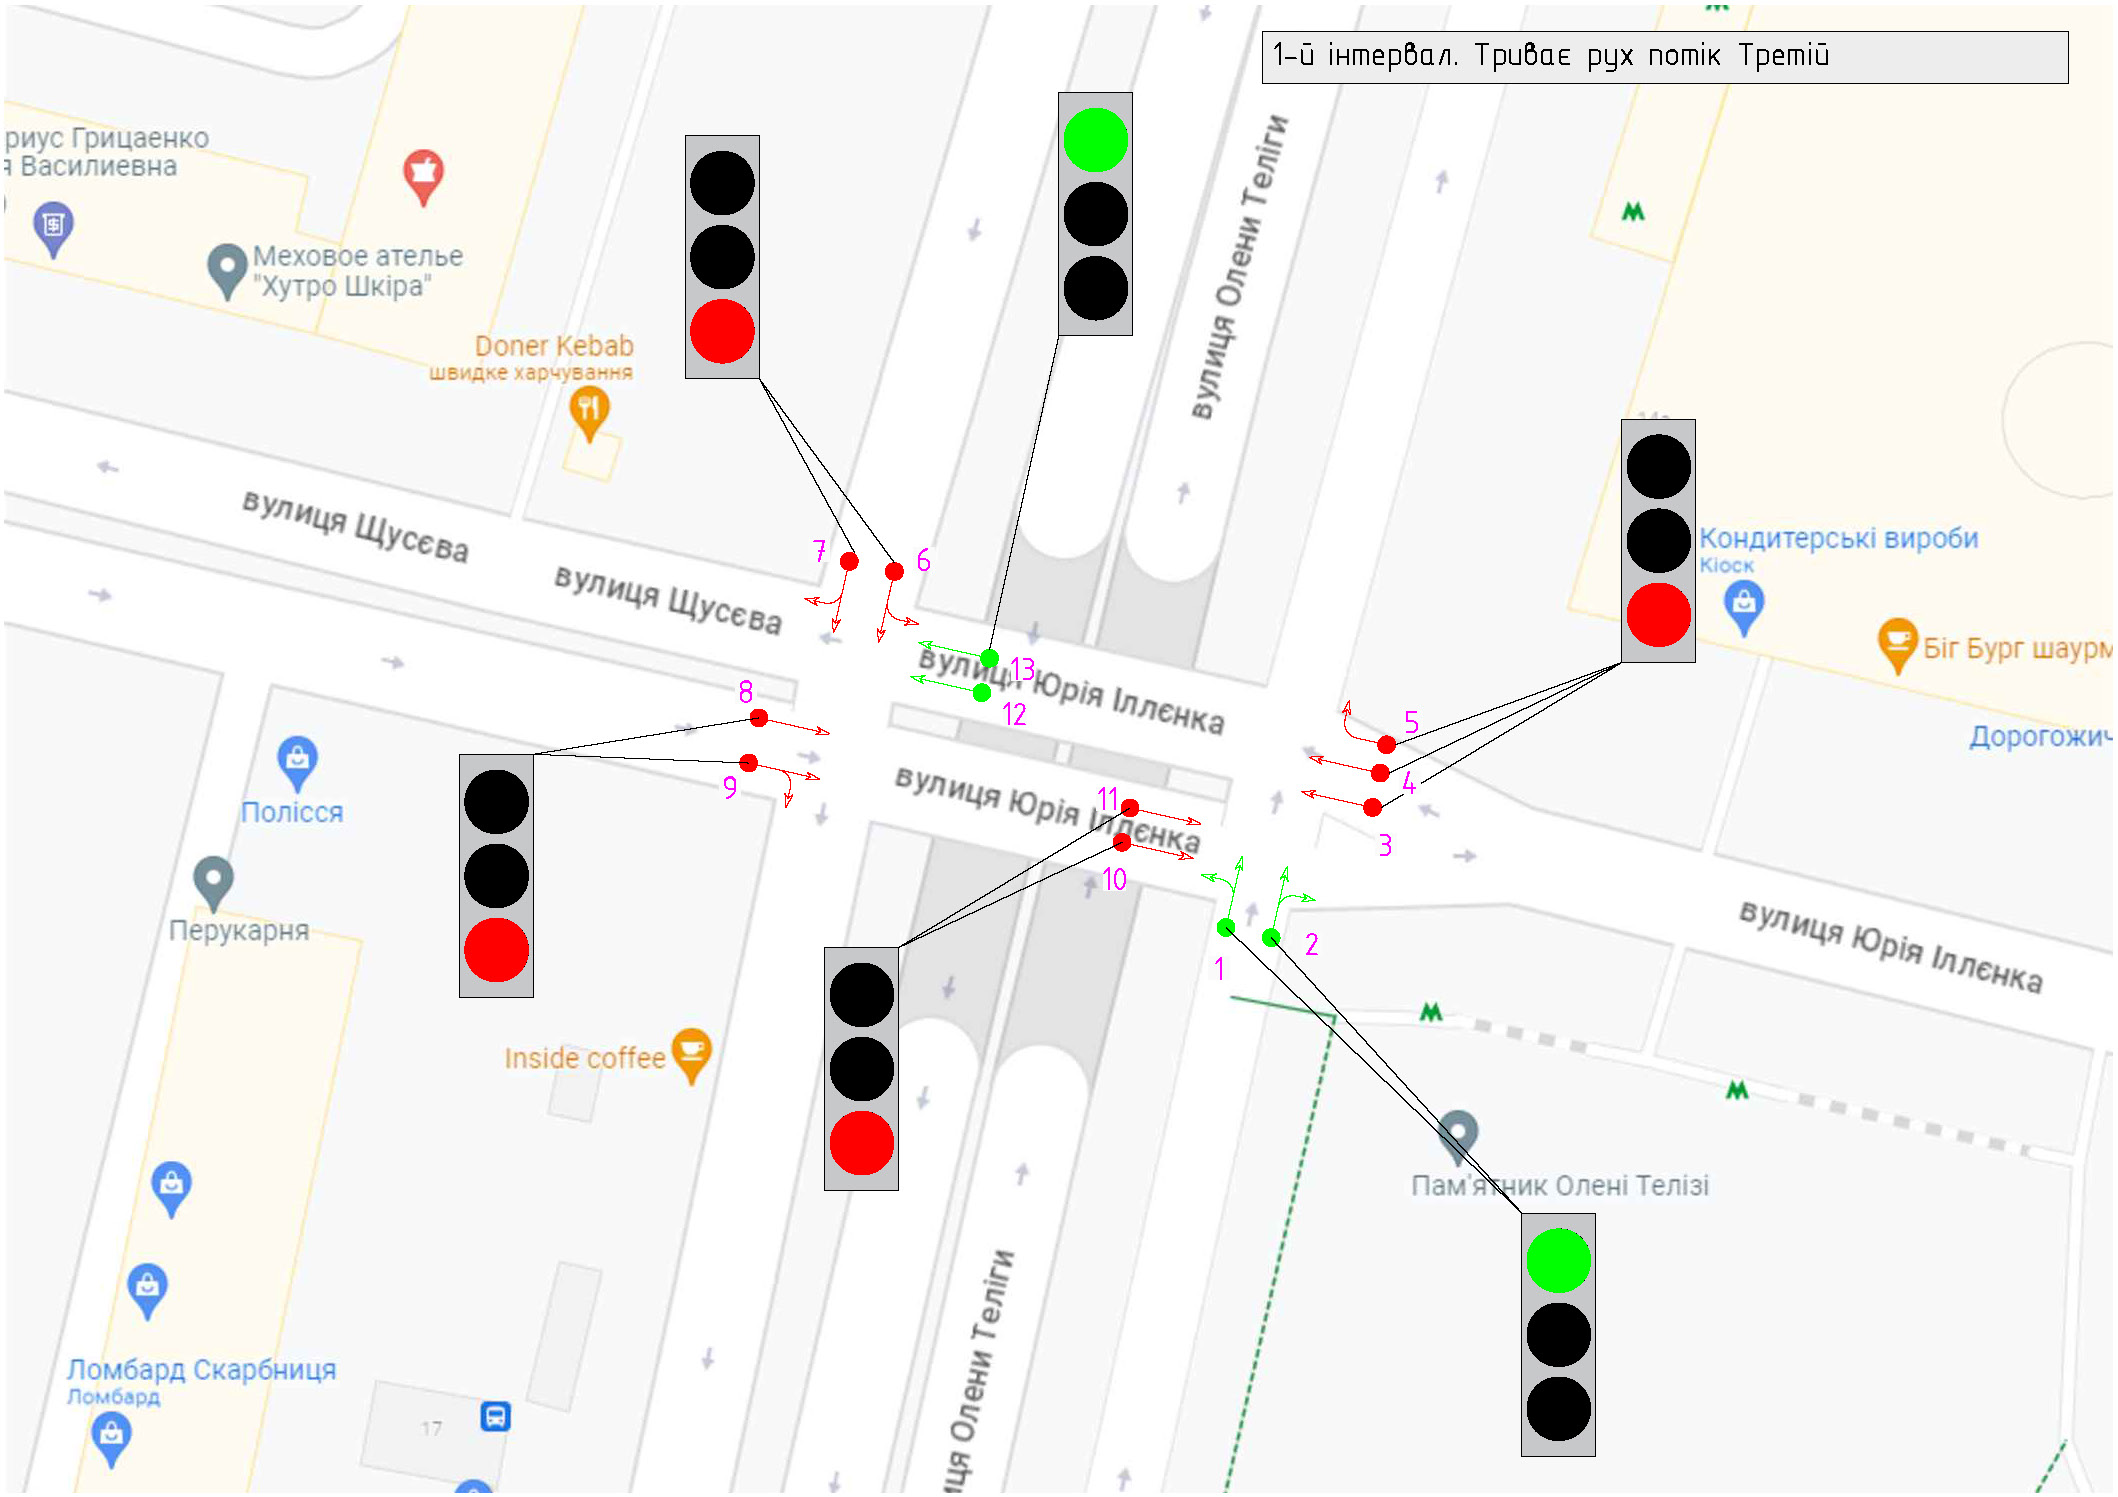 1-й інтервал. Триває рух потік Третій
риус Грицаенко
я Василиевна
Меховое ателье
"Хутро Шкіра"
Doner Kebab
швидке харчування
вулиця Олени Теліги
вулиця Щусєва
вулиця Щусєва
7
6
Кондитерські вироби
Кіоск
Біг Бург шаурм
13
вулиця Юрія Іллєнка
12
8
5
Дорогожич
4
9
11
3
вулиця Юрія Іллєнка
10
Полісся
Перукарня
вулиця Юрія Іллєнка
1
2
Inside coffee
Пам'ятник Олені Телізі
иця Олени Теліги
Ломбард Скарбниця
Ломбард
17